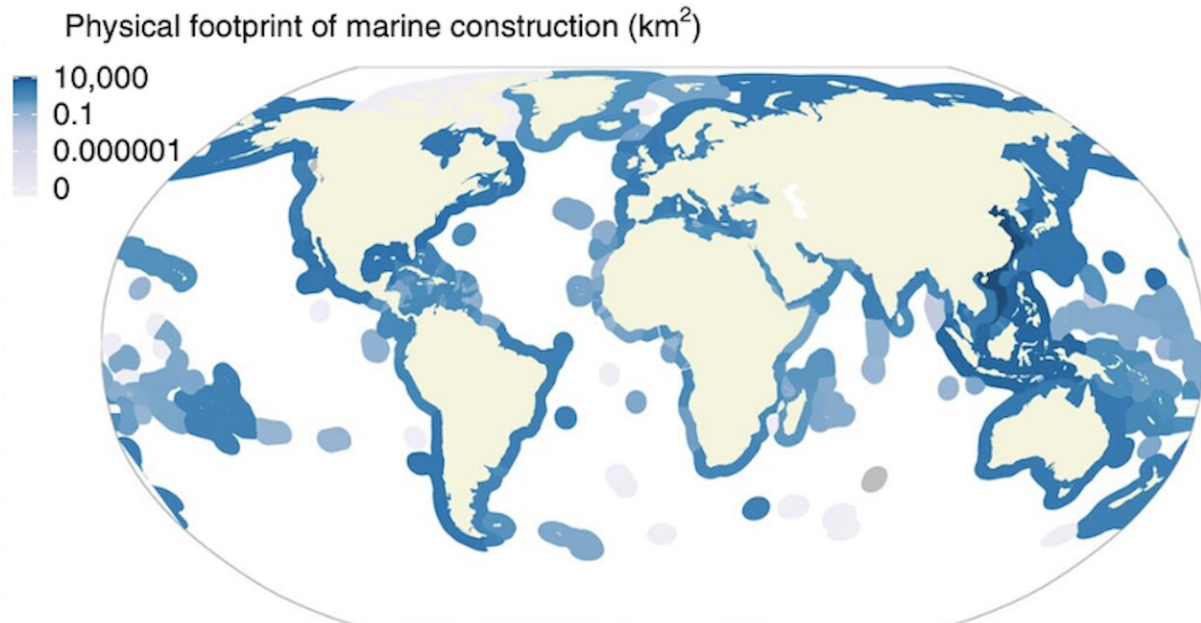 Physical footprint of marine construction (km²)
10,000
0.1
0.000001
0